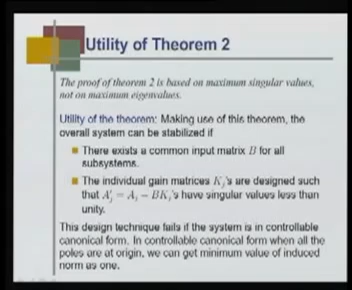 Utility of Theorem 2
The proof of theorem 2 is based on maximum singular values,
not on maximum eigenvalues.
Utility of the theorem: Making use of this theorem, the
overall system can be stabilized if
There exists a common input matrix B for all
subsystems.
The individual gain matrices Kⱼ's are designed such
that A'ⱼ = Aⱼ − BKⱼ's have singular values less than
unity.
This design technique fails if the system is in controllable
canonical form. In controllable canonical form when all the
poles are at origin, we can get minimum value of induced
norm as one.